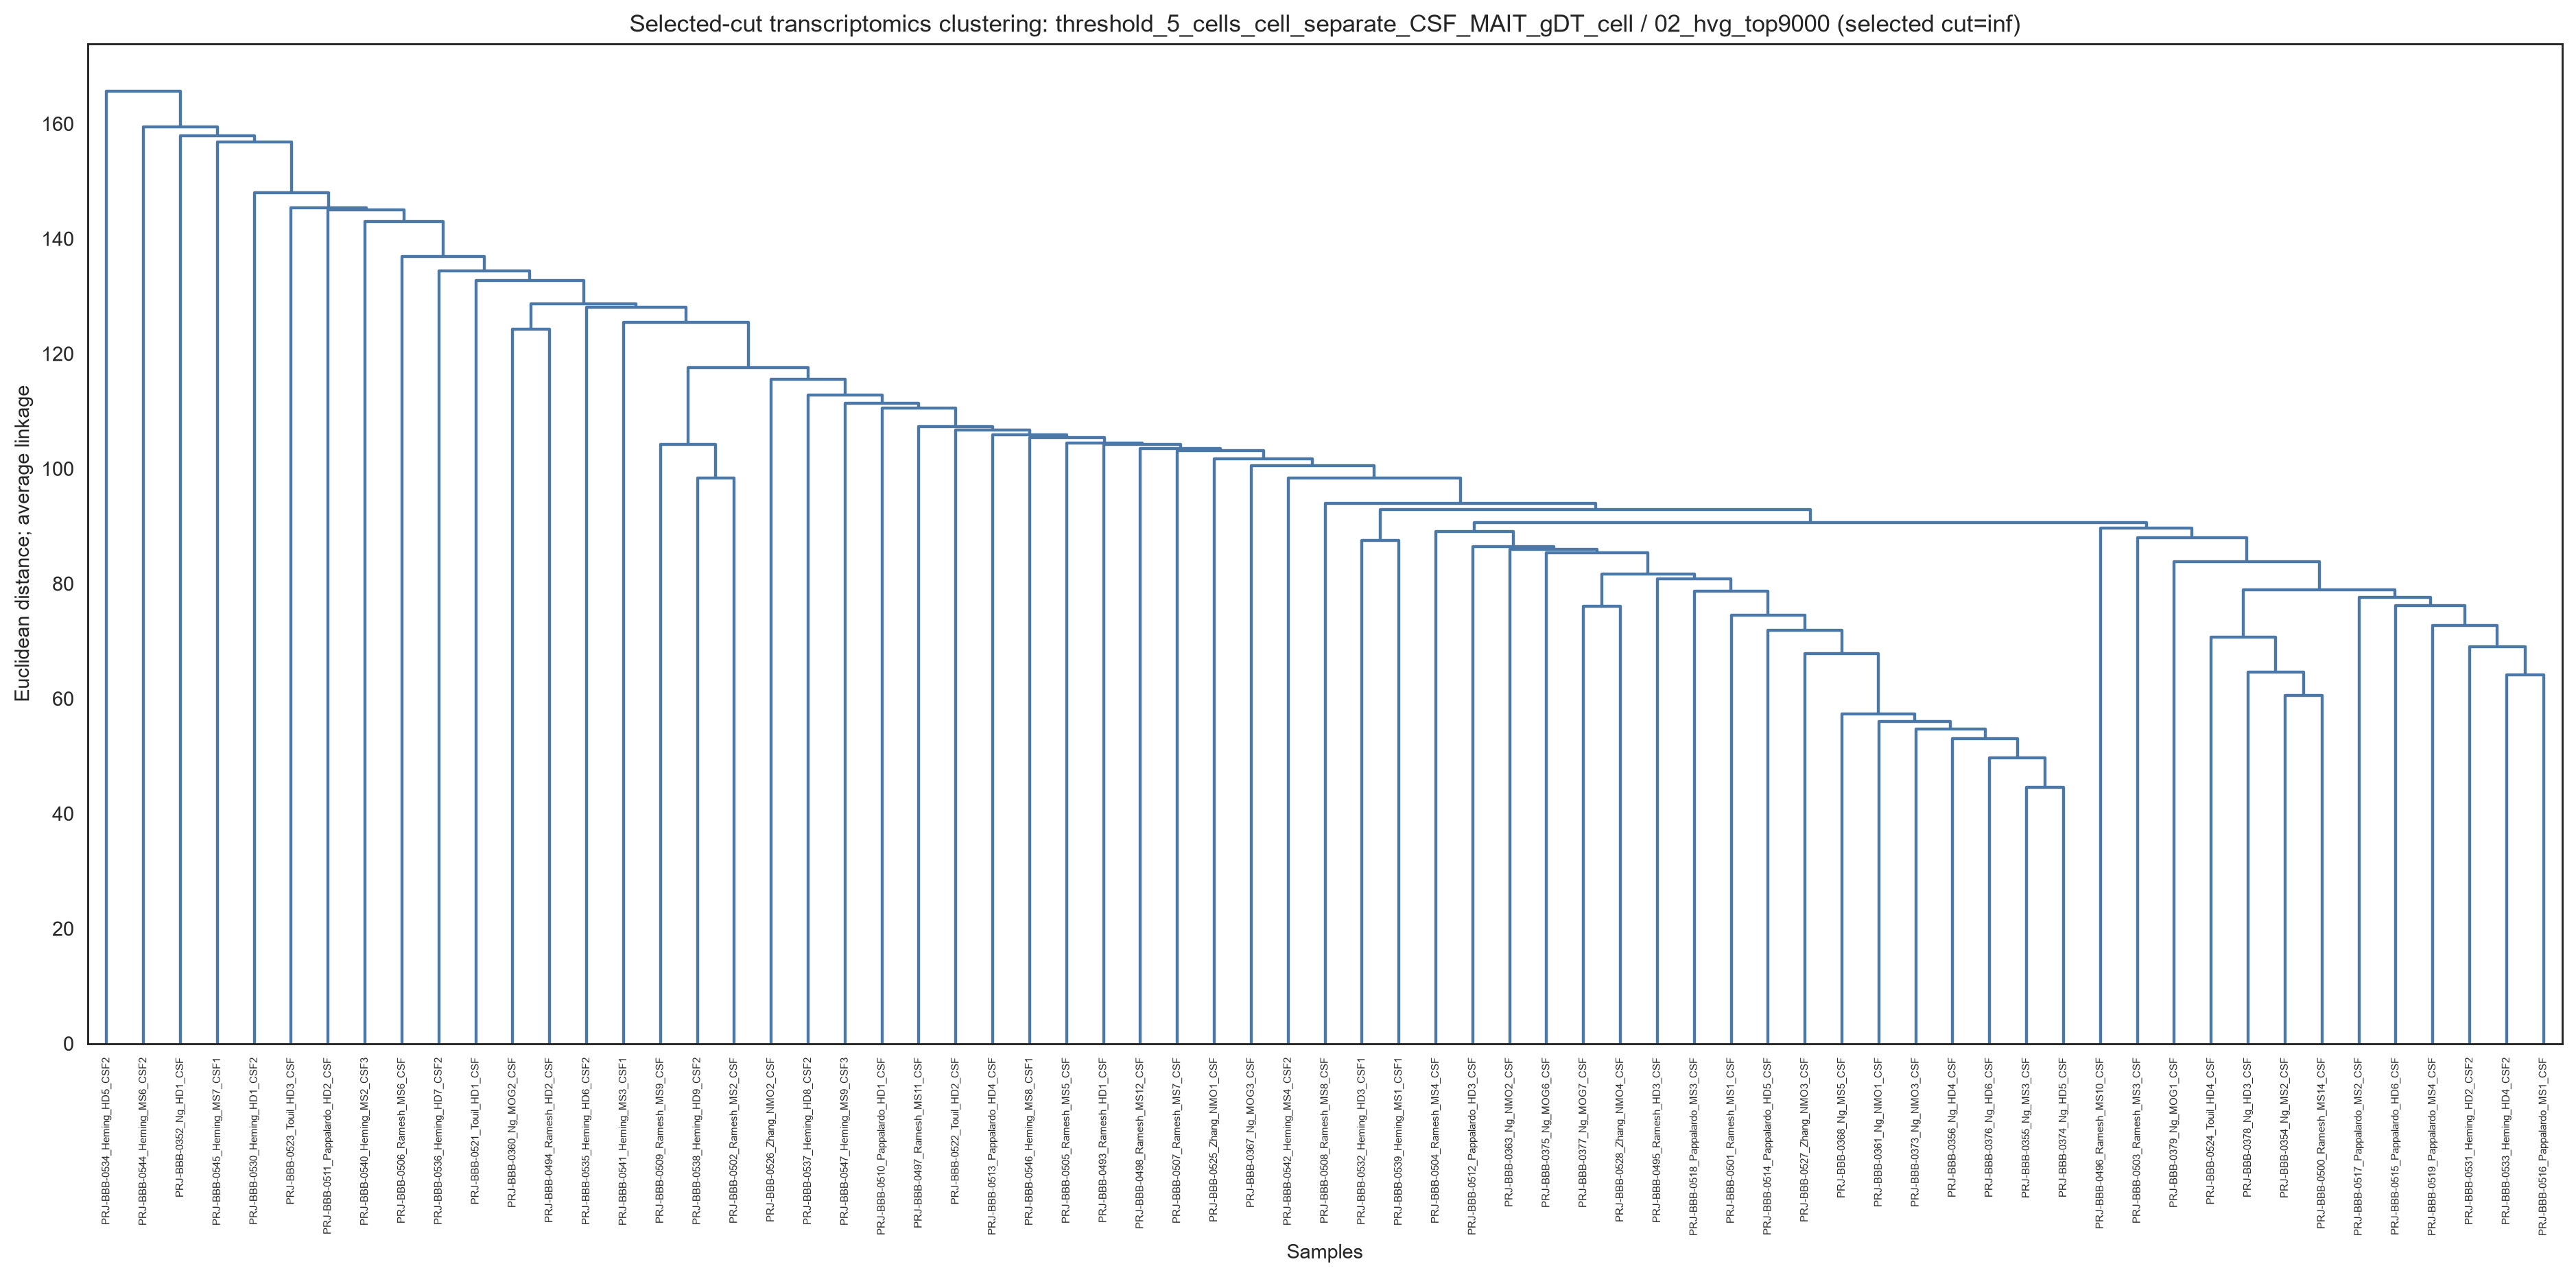 Selected-cut transcriptomics clustering: threshold_5_cells_cell_separate_CSF_MAIT_gDT_cell / 02_hvg_top9000 (selected cut=inf)
Euclidean distance; average linkage
160
140
120
100
80
60
40
20
0
PRJ-BBB-0534_Heming_HD5_CSF2
PRJ-BBB-0544_Heming_MS6_CSF2
PRJ-BBB-0352_Ng_HD1_CSF
PRJ-BBB-0545_Heming_MS7_CSF1
PRJ-BBB-0530_Heming_HD1_CSF2
PRJ-BBB-0523_Touil_HD3_CSF
PRJ-BBB-0511_Pappalardo_HD2_CSF
PRJ-BBB-0540_Heming_MS2_CSF3
PRJ-BBB-0506_Ramesh_MS6_CSF
PRJ-BBB-0536_Heming_HD7_CSF2
PRJ-BBB-0521_Touil_HD1_CSF
PRJ-BBB-0360_Ng_MOG2_CSF
PRJ-BBB-0494_Ramesh_HD2_CSF
PRJ-BBB-0535_Heming_HD6_CSF2
PRJ-BBB-0541_Heming_MS3_CSF1
PRJ-BBB-0509_Ramesh_MS9_CSF
PRJ-BBB-0538_Heming_HD9_CSF2
PRJ-BBB-0502_Ramesh_MS2_CSF
PRJ-BBB-0526_Zhang_NMO2_CSF
PRJ-BBB-0537_Heming_HD8_CSF2
PRJ-BBB-0547_Heming_MS9_CSF3
PRJ-BBB-0510_Pappalardo_HD1_CSF
PRJ-BBB-0497_Ramesh_MS11_CSF
PRJ-BBB-0522_Touil_HD2_CSF
PRJ-BBB-0513_Pappalardo_HD4_CSF
PRJ-BBB-0546_Heming_MS8_CSF1
PRJ-BBB-0505_Ramesh_MS5_CSF
PRJ-BBB-0493_Ramesh_HD1_CSF
PRJ-BBB-0498_Ramesh_MS12_CSF
PRJ-BBB-0507_Ramesh_MS7_CSF
PRJ-BBB-0525_Zhang_NMO1_CSF
PRJ-BBB-0367_Ng_MOG3_CSF
PRJ-BBB-0542_Heming_MS4_CSF2
PRJ-BBB-0508_Ramesh_MS8_CSF
PRJ-BBB-0532_Heming_HD3_CSF1
PRJ-BBB-0539_Heming_MS1_CSF1
PRJ-BBB-0504_Ramesh_MS4_CSF
PRJ-BBB-0512_Pappalardo_HD3_CSF
PRJ-BBB-0363_Ng_NMO2_CSF
PRJ-BBB-0375_Ng_MOG6_CSF
PRJ-BBB-0377_Ng_MOG7_CSF
PRJ-BBB-0528_Zhang_NMO4_CSF
PRJ-BBB-0495_Ramesh_HD3_CSF
PRJ-BBB-0518_Pappalardo_MS3_CSF
PRJ-BBB-0501_Ramesh_MS1_CSF
PRJ-BBB-0514_Pappalardo_HD5_CSF
PRJ-BBB-0527_Zhang_NMO3_CSF
PRJ-BBB-0368_Ng_MS5_CSF
PRJ-BBB-0361_Ng_NMO1_CSF
PRJ-BBB-0373_Ng_NMO3_CSF
PRJ-BBB-0356_Ng_HD4_CSF
PRJ-BBB-0376_Ng_HD6_CSF
PRJ-BBB-0355_Ng_MS3_CSF
PRJ-BBB-0374_Ng_HD5_CSF
PRJ-BBB-0496_Ramesh_MS10_CSF
PRJ-BBB-0503_Ramesh_MS3_CSF
PRJ-BBB-0379_Ng_MOG1_CSF
PRJ-BBB-0524_Touil_HD4_CSF
PRJ-BBB-0378_Ng_HD3_CSF
PRJ-BBB-0354_Ng_MS2_CSF
PRJ-BBB-0500_Ramesh_MS14_CSF
PRJ-BBB-0517_Pappalardo_MS2_CSF
PRJ-BBB-0515_Pappalardo_HD6_CSF
PRJ-BBB-0519_Pappalardo_MS4_CSF
PRJ-BBB-0531_Heming_HD2_CSF2
PRJ-BBB-0533_Heming_HD4_CSF2
PRJ-BBB-0516_Pappalardo_MS1_CSF
Samples